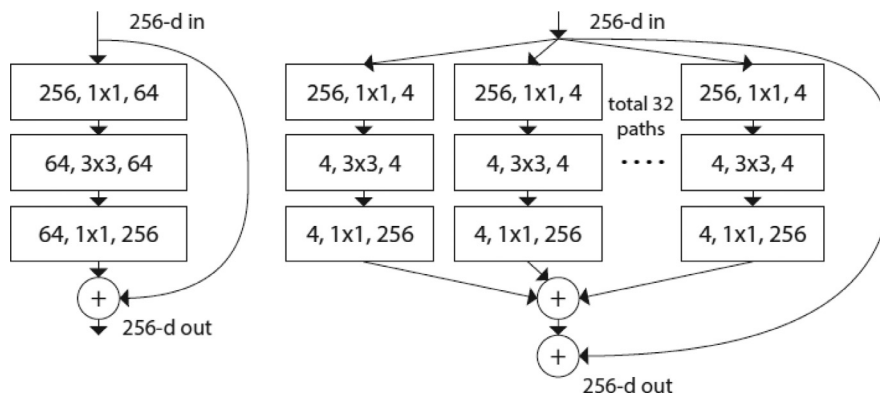 256-d in
256, 1x1, 64
64, 3x3, 64
64, 1x1, 256
+
256-d out
256-d in
256, 1x1, 4
256, 1x1, 4
total 32
paths
....
256, 1x1, 4
4, 3x3, 4
4, 3x3, 4
4, 3x3, 4
4, 1x1, 256
4, 1x1, 256
4, 1x1, 256
+
+
256-d out